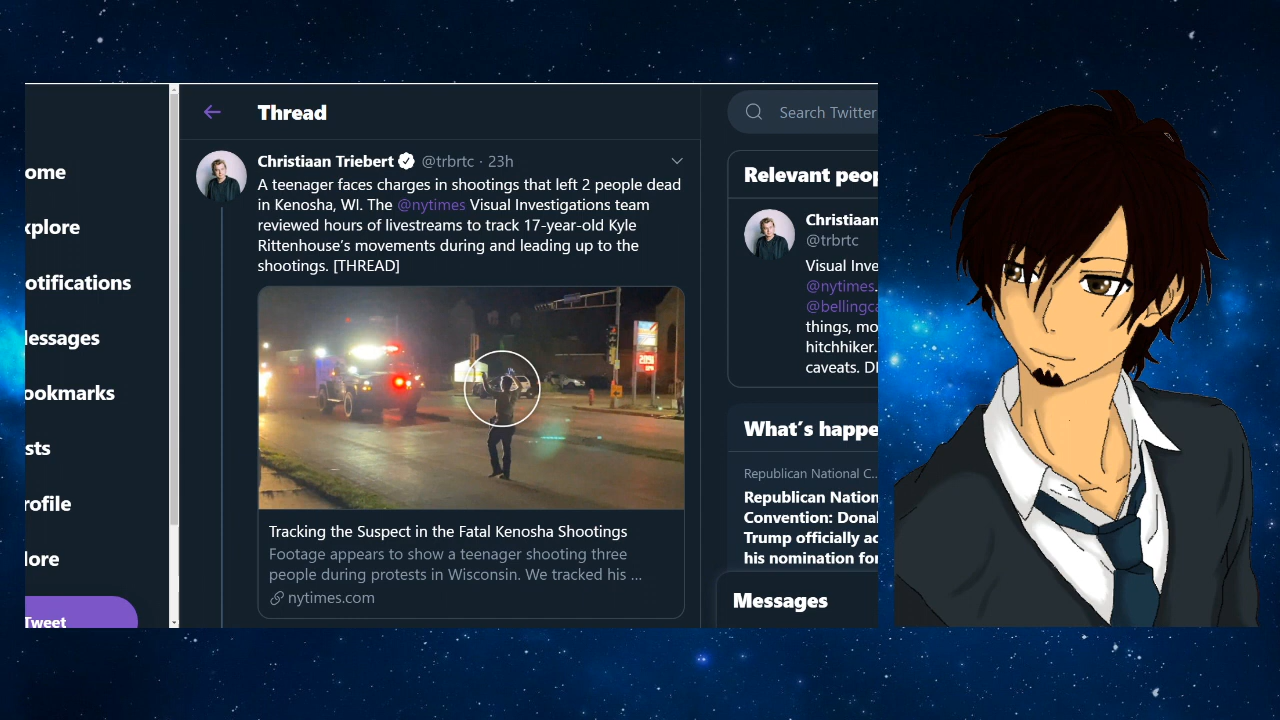 ome
xplore
otifications
essages
ookmarks
sts
rofile
ore
Tweet
Thread
Christiaan Triebert @trbrtc · 23h
A teenager faces charges in shootings that left 2 people dead
in Kenosha, WI. The @nytimes Visual Investigations team
reviewed hours of livestreams to track 17-year-old Kyle
Rittenhouse's movements during and leading up to the
shootings. [THREAD]
Tracking the Suspect in the Fatal Kenosha Shootings
Footage appears to show a teenager shooting three
people during protests in Wisconsin. We tracked his ...
nytimes.com
Search Twitter
Relevant peop
Christiaan
@trbrtc
Visual Inve
@nytimes.
@bellingca
things, mo
hitchhiker.
caveats. D
What's happe
Republican National C...
Republican Nation
Convention: Donal
Trump officially ac
his nomination for
Messages